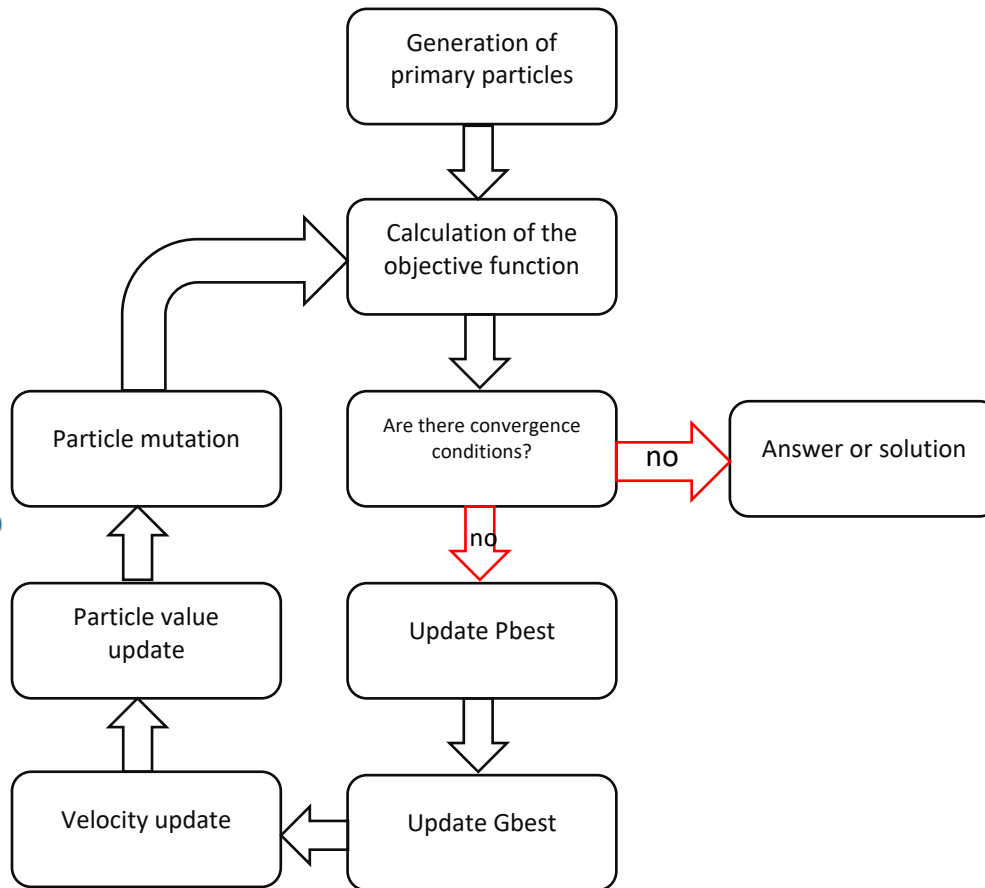 Generation of
primary particles
Calculation of the
objective function
Are there convergence
conditions?
no
Answer or solution
no
Update Pbest
Update Gbest
Velocity update
Particle value
update
Particle mutation